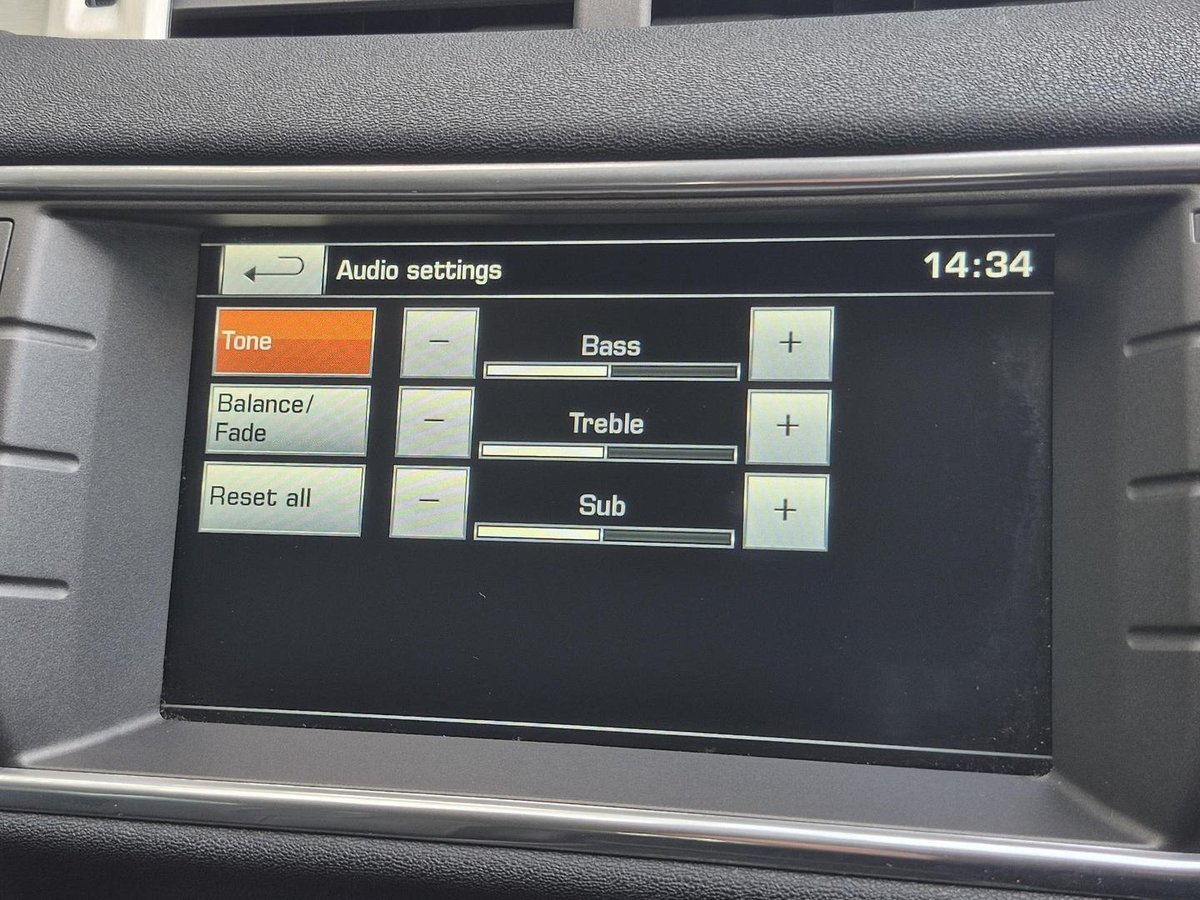 Audio settings
14:34
Tone
− Bass +
Balance/
Fade
− Treble +
Reset all
− Sub +